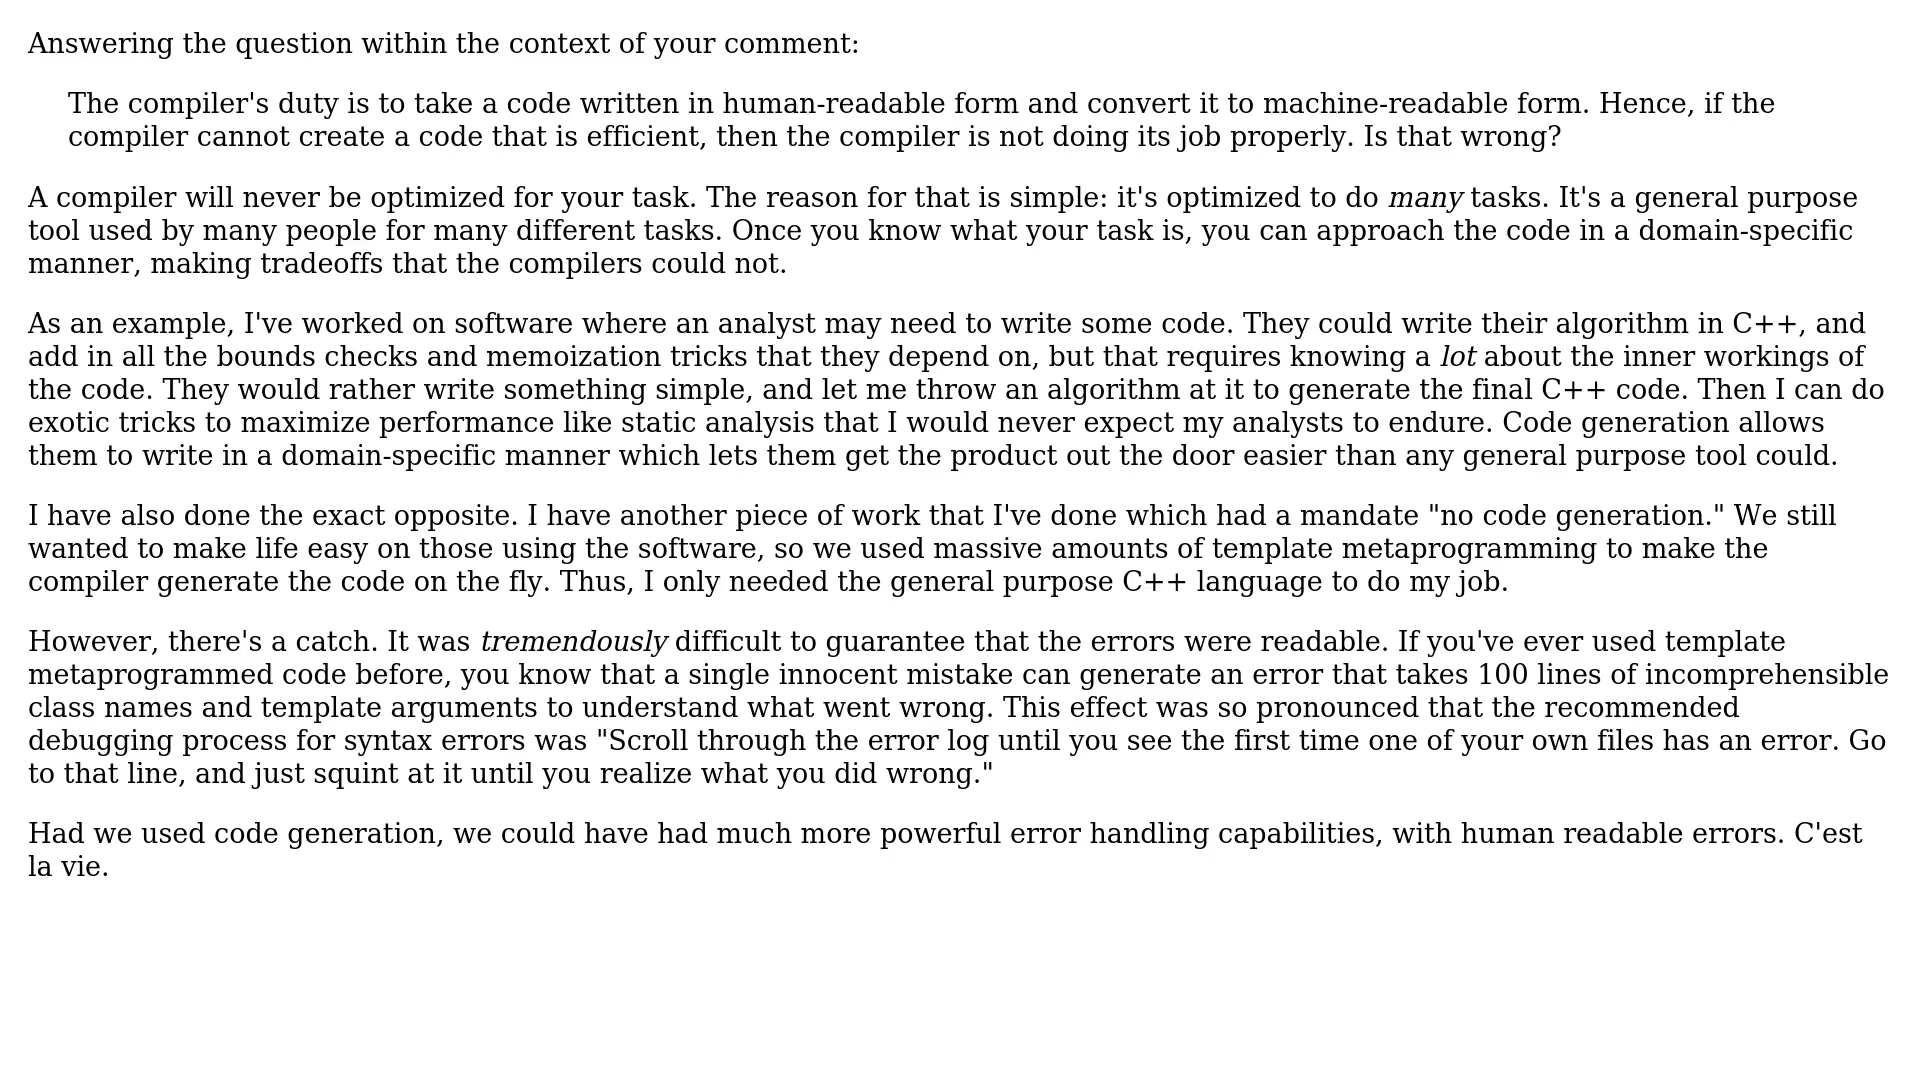 Answering the question within the context of your comment:
The compiler's duty is to take a code written in human-readable form and convert it to machine-readable form. Hence, if the
compiler cannot create a code that is efficient, then the compiler is not doing its job properly. Is that wrong?
A compiler will never be optimized for your task. The reason for that is simple: it's optimized to do many tasks. It's a general purpose
tool used by many people for many different tasks. Once you know what your task is, you can approach the code in a domain-specific
manner, making tradeoffs that the compilers could not.
As an example, I've worked on software where an analyst may need to write some code. They could write their algorithm in C++, and
add in all the bounds checks and memoization tricks that they depend on, but that requires knowing a lot about the inner workings of
the code. They would rather write something simple, and let me throw an algorithm at it to generate the final C++ code. Then I can do
exotic tricks to maximize performance like static analysis that I would never expect my analysts to endure. Code generation allows
them to write in a domain-specific manner which lets them get the product out the door easier than any general purpose tool could.
I have also done the exact opposite. I have another piece of work that I've done which had a mandate "no code generation." We still
wanted to make life easy on those using the software, so we used massive amounts of template metaprogramming to make the
compiler generate the code on the fly. Thus, I only needed the general purpose C++ language to do my job.
However, there's a catch. It was tremendously difficult to guarantee that the errors were readable. If you've ever used template
metaprogrammed code before, you know that a single innocent mistake can generate an error that takes 100 lines of incomprehensible
class names and template arguments to understand what went wrong. This effect was so pronounced that the recommended
debugging process for syntax errors was "Scroll through the error log until you see the first time one of your own files has an error. Go
to that line, and just squint at it until you realize what you did wrong."
Had we used code generation, we could have had much more powerful error handling capabilities, with human readable errors. C'est
la vie.